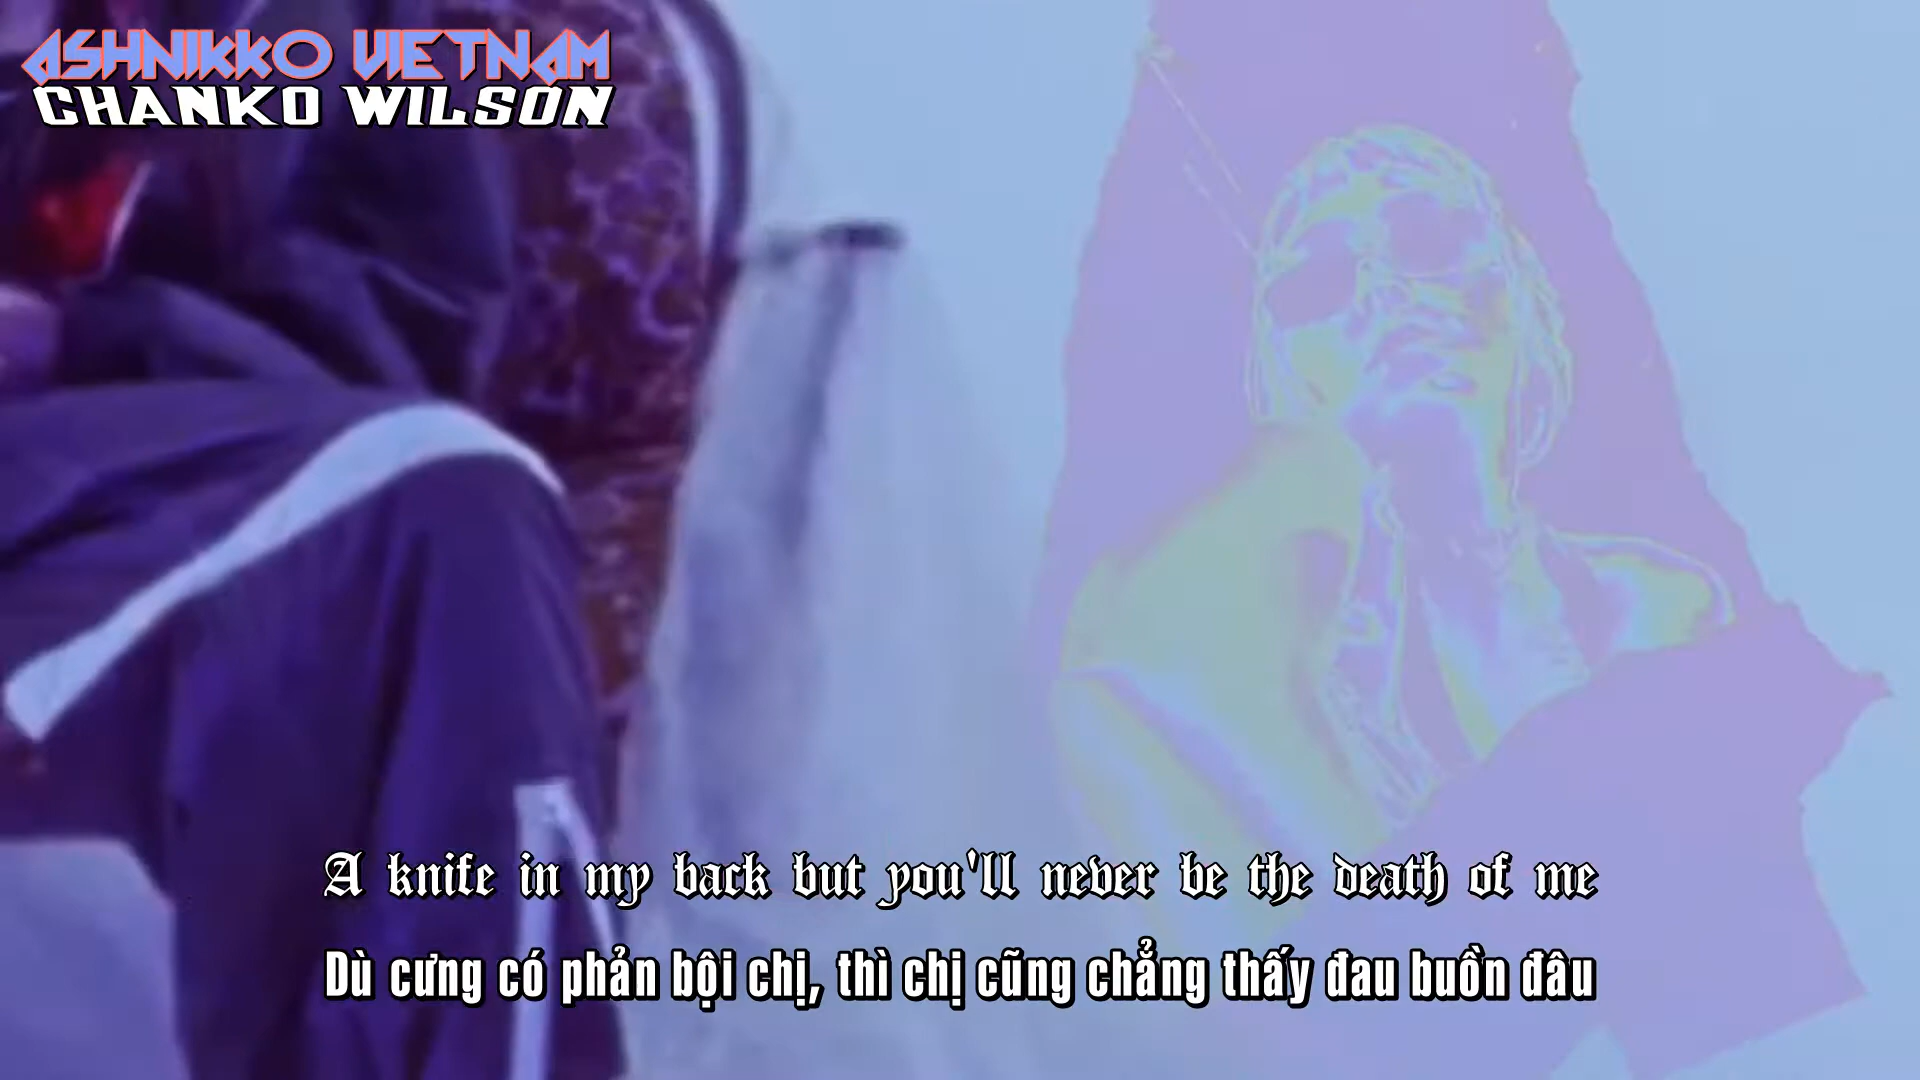 ASHNIKKO VIETNAM
CHANKO WILSON
A knife in my back but you'll never be the death of me
Dù cưng có phản bội chị, thì chị cũng chẳng thấy đau buồn đâu